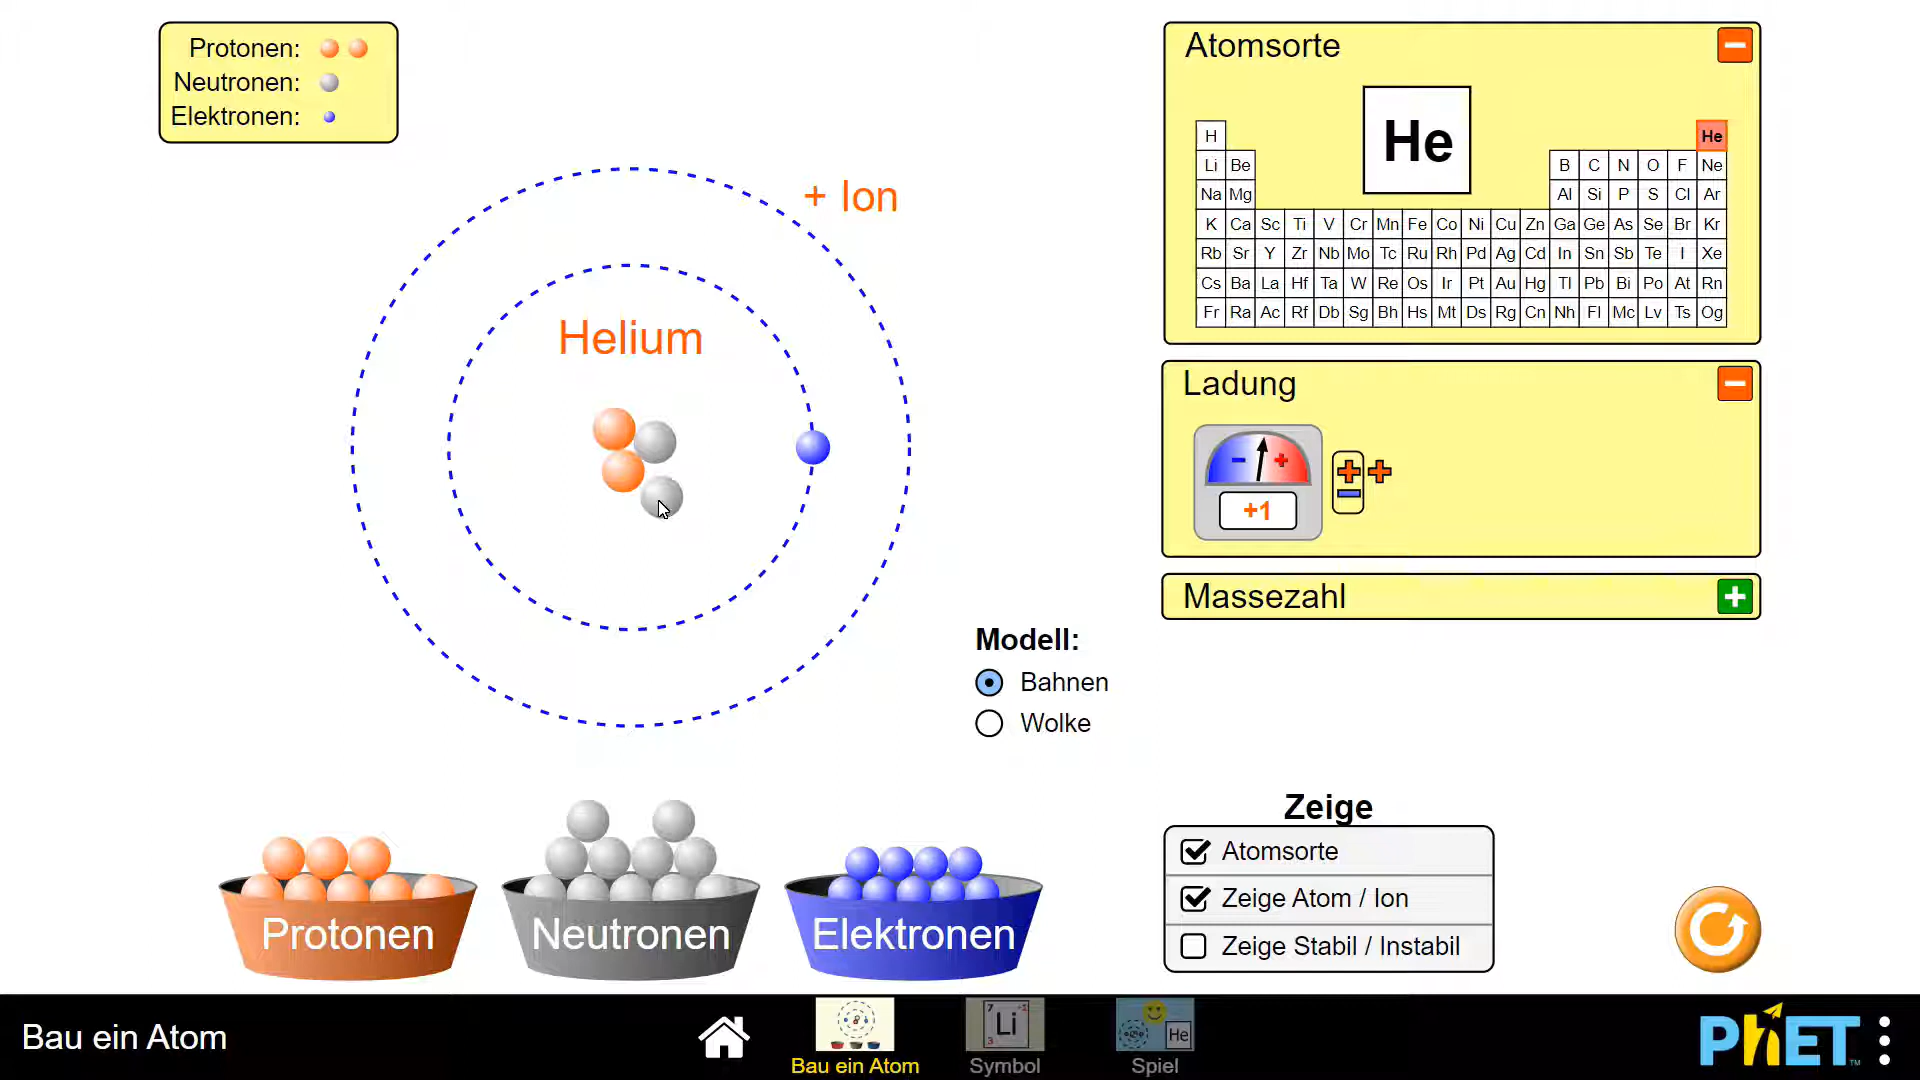 Protonen:
Neutronen:
Elektronen:
+ Ion
Helium
Atomsorte
He
H He
Li Be B C N O F Ne
Na Mg Al Si P S Cl Ar
K Ca Sc Ti V Cr Mn Fe Co Ni Cu Zn Ga Ge As Se Br Kr
Rb Sr Y Zr Nb Mo Tc Ru Rh Pd Ag Cd In Sn Sb Te I Xe
Cs Ba La Hf Ta W Re Os Ir Pt Au Hg Tl Pb Bi Po At Rn
Fr Ra Ac Rf Db Sg Bh Hs Mt Ds Rg Cn Nh Fl Mc Lv Ts Og
Ladung
- +
+1
Massezahl
Modell:
Bahnen
Wolke
Protonen
Neutronen
Elektronen
Zeige
Atomsorte
Zeige Atom / Ion
Zeige Stabil / Instabil
Bau ein Atom
Bau ein Atom
7 +1
Li
3
Symbol
He
Spiel
PhET
TM